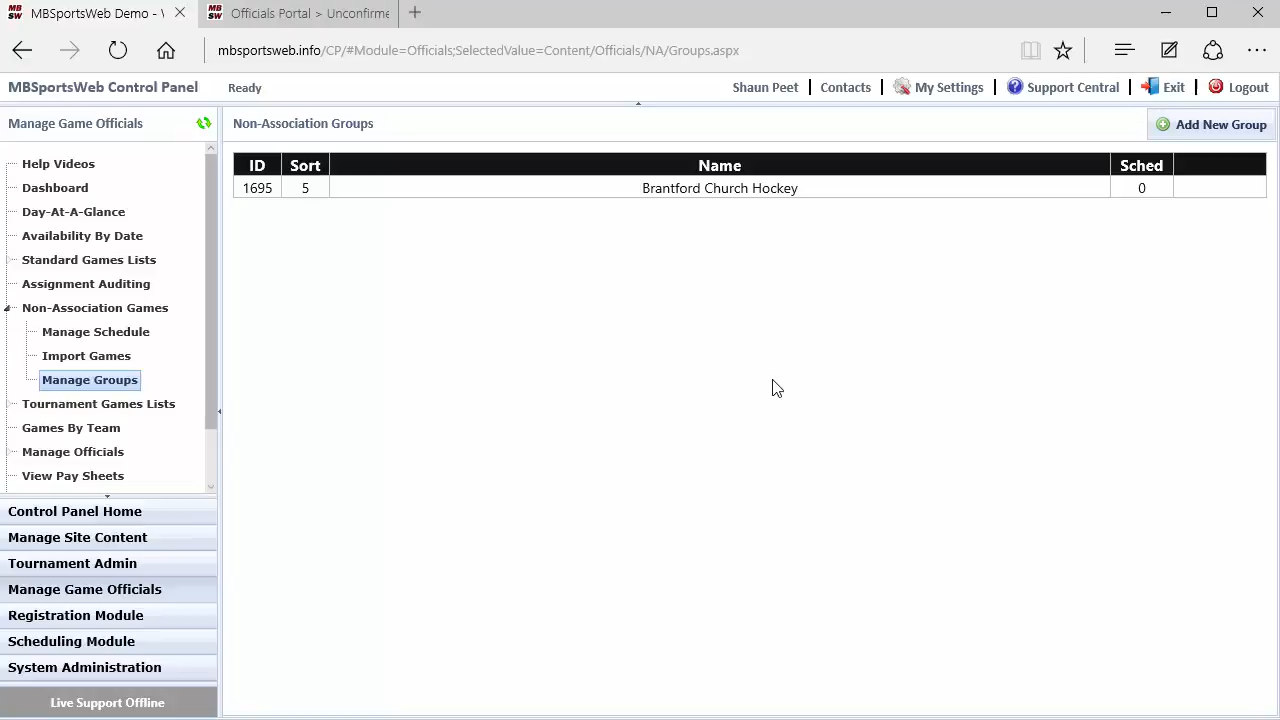 MBSW
MBSportsWeb Demo - V
MBSW
Officials Portal > Unconfirme
mbsportsweb.info/CP/#Module=Officials;SelectedValue=Content/Officials/NA/Groups.aspx
MBSportsWeb Control Panel
Ready
Shaun Peet
Contacts
My Settings
Support Central
Exit
Logout
Manage Game Officials
Non-Association Groups
Add New Group
Help Videos
Dashboard
Day-At-A-Glance
Availability By Date
Standard Games Lists
Assignment Auditing
Non-Association Games
Manage Schedule
Import Games
Manage Groups
Tournament Games Lists
Games By Team
Manage Officials
View Pay Sheets
Control Panel Home
Manage Site Content
Tournament Admin
Manage Game Officials
Registration Module
Scheduling Module
System Administration
Live Support Offline
ID Sort Name Sched
1695 5 Brantford Church Hockey 0